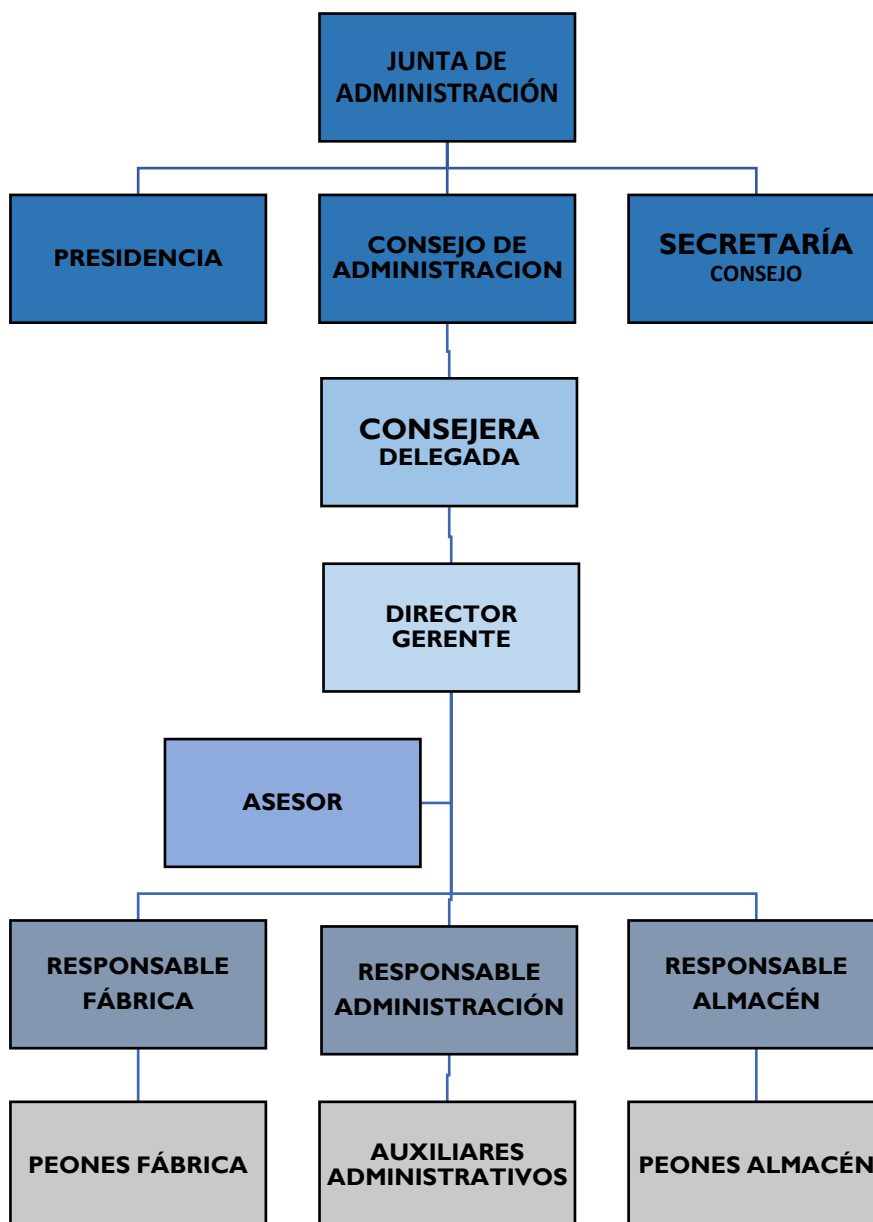 JUNTA DE
ADMINISTRACIÓN
PRESIDENCIA
CONSEJO DE
ADMINISTRACION
SECRETARÍA
CONSEJO
CONSEJERA
DELEGADA
DIRECTOR
GERENTE
ASESOR
RESPONSABLE
FÁBRICA
RESPONSABLE
ADMINISTRACIÓN
RESPONSABLE
ALMACÉN
PEONES FÁBRICA
AUXILIARES
ADMINISTRATIVOS
PEONES ALMACÉN